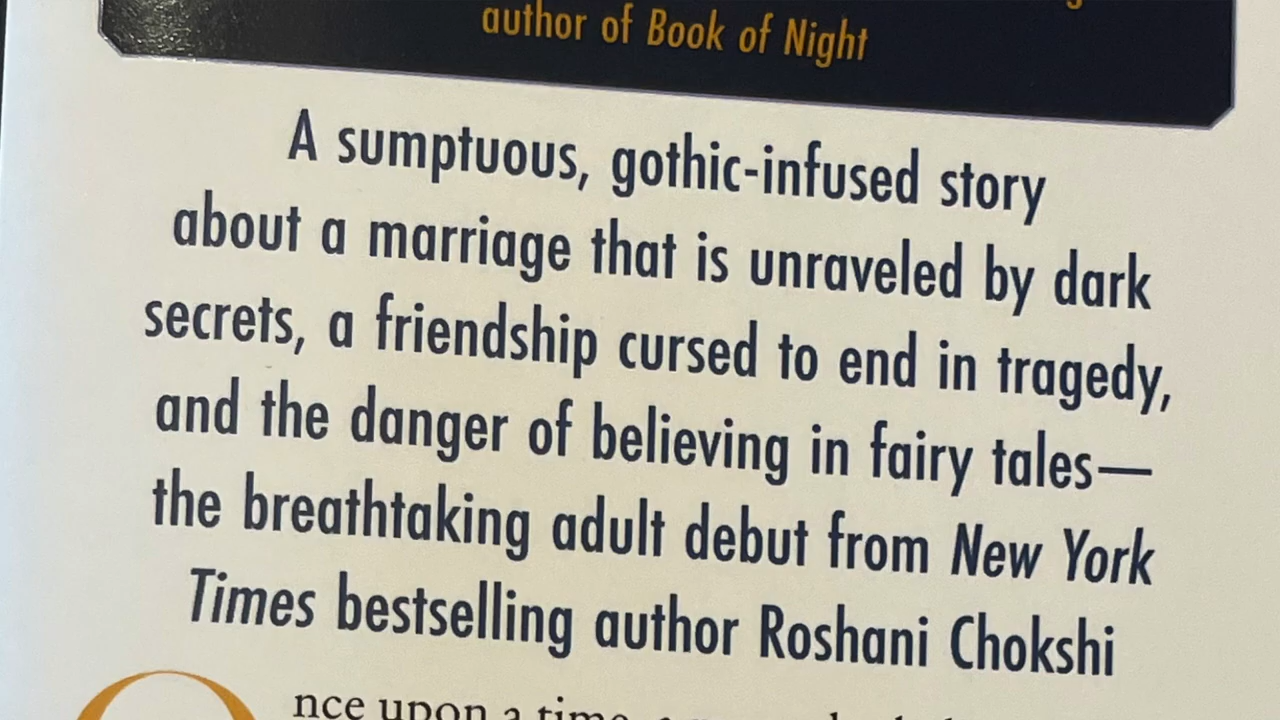 author of Book of Night
A sumptuous, gothic-infused story
about a marriage that is unraveled by dark
secrets, a friendship cursed to end in tragedy,
and the danger of believing in fairy tales—
the breathtaking adult debut from New York
Times bestselling author Roshani Chokshi
Once upon a time,